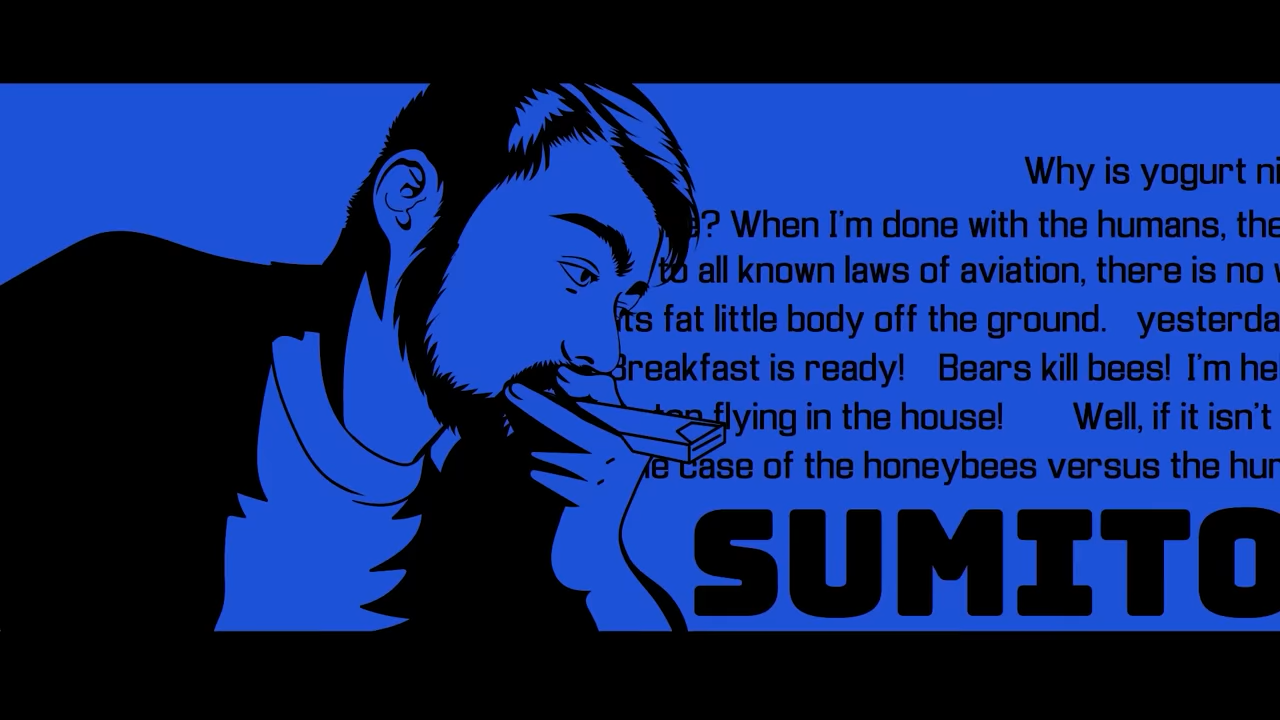 Why is yogurt ni
? When I'm done with the humans, the
to all known laws of aviation, there is no
its fat little body off the ground. yesterda
Breakfast is ready! Bears kill bees! I'm he
flying in the house! Well, if it isn't
case of the honeybees versus the hum
SUMITO